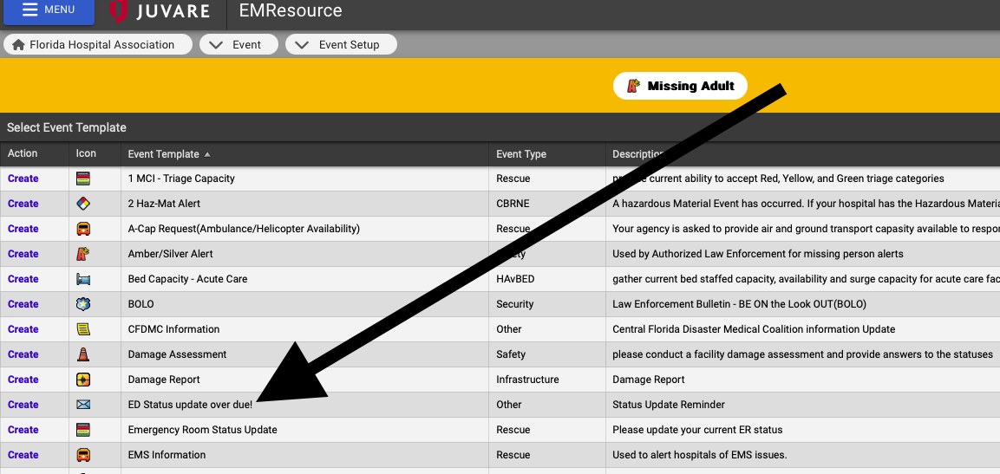 MENU JUVARE EMResource
Florida Hospital Association Event Event Setup
Missing Adult
Select Event Template
Action Icon Event Template Event Type Description
Create 1 MCI - Triage Capacity Rescue current ability to accept Red, Yellow, and Green triage categories
Create 2 Haz-Mat Alert CBRNE A hazardous Material Event has occurred. If your hospital has the Hazardous Materia
Create A-Cap Request(Ambulance/Helicopter Availability) Rescue Your agency is asked to provide air and ground transport capasity available to respon
Create Amber/Silver Alert Used by Authorized Law Enforcement for missing person alerts
Create Bed Capacity - Acute Care HAvBED gather current bed staffed capacity, availability and surge capacity for acute care fac
Create BOLO Security Law Enforcement Bulletin - BE ON the Look OUT(BOLO)
Create CFDMC Information Other Central Florida Disaster Medical Coalition information Update
Create Damage Assessment Safety please conduct a facility damage assessment and provide answers to the statuses
Create Damage Report Infrastructure Damage Report
Create ED Status update over due! Other Status Update Reminder
Create Emergency Room Status Update Rescue Please update your current ER status
Create EMS Information Rescue Used to alert hospitals of EMS issues.